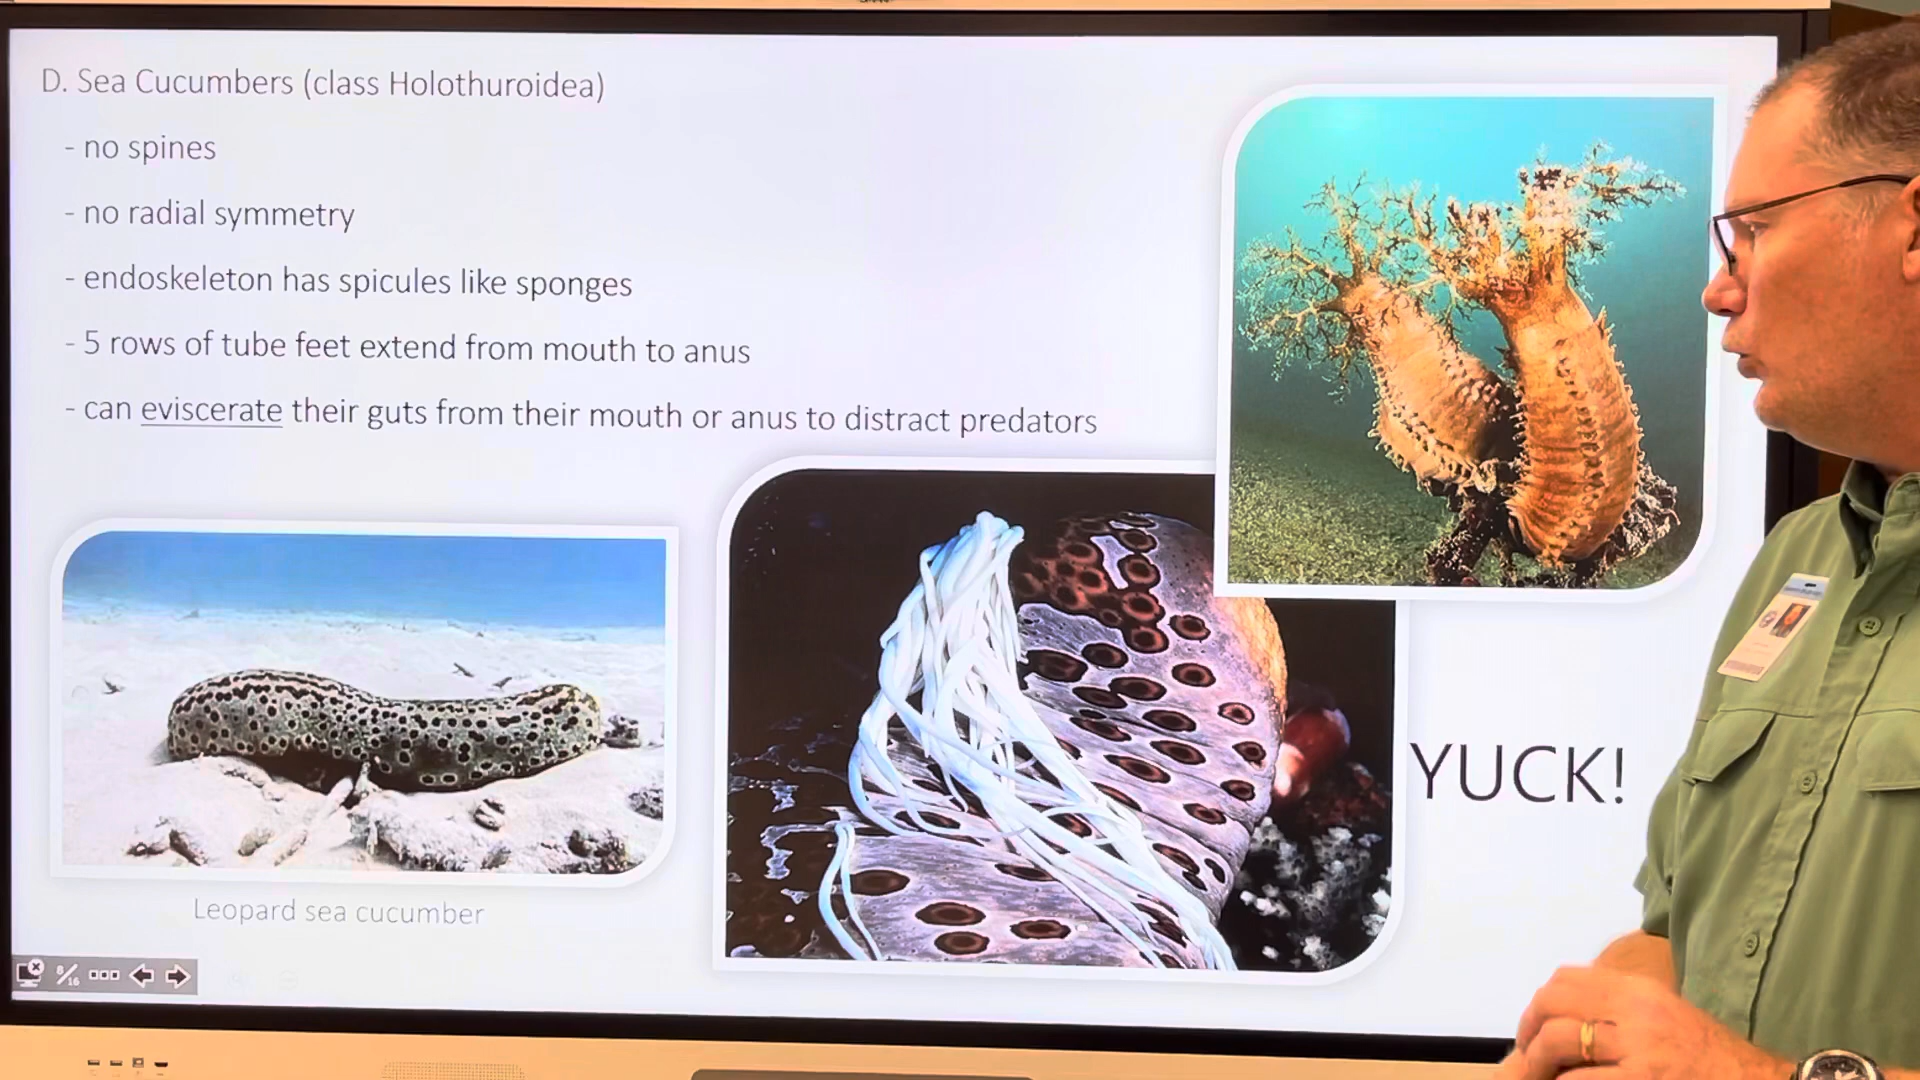 D. Sea Cucumbers (class Holothuroidea)
- no spines
- no radial symmetry
- endoskeleton has spicules like sponges
- 5 rows of tube feet extend from mouth to anus
- can eviscerate their guts from their mouth or anus to distract predators
YUCK!
Leopard sea cucumber
8/16